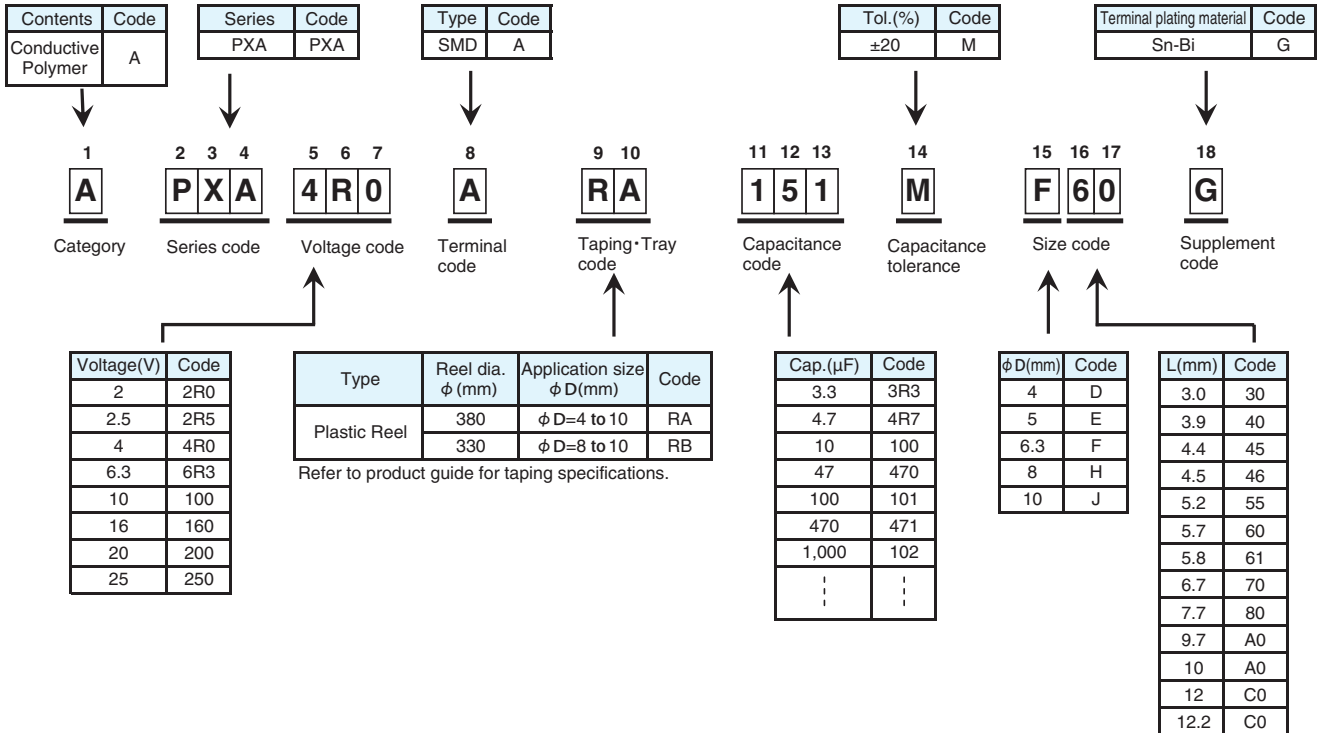 Contents Code
Conductive Polymer A
Series Code
PXA PXA
Type Code
SMD A
Tol.(%) Code
±20 M
Terminal plating material Code
Sn-Bi G
1 2 3 4 5 6 7 8 9 10 11 12 13 14 15 16 17 18
A P X A 4 R 0 A R A 1 5 1 M F 6 0 G
Category
Series code
Voltage code
Terminal
code
Taping･Tray
code
Capacitance
code
Capacitance
tolerance
Size code
Supplement
code
Voltage(V) Code
2 2R0
2.5 2R5
4 4R0
6.3 6R3
10 100
16 160
20 200
25 250
Type Reel dia. φ (mm) Application size φ D(mm) Code
Plastic Reel 380 φ D=4 to 10 RA
330 φ D=8 to 10 RB
Refer to product guide for taping specifications.
Cap.(µF) Code
3.3 3R3
4.7 4R7
10 100
47 470
100 101
470 471
1,000 102
φ D(mm) Code
4 D
5 E
6.3 F
8 H
10 J
L(mm) Code
3.0 30
3.9 40
4.4 45
4.5 46
5.2 55
5.7 60
5.8 61
6.7 70
7.7 80
9.7 A0
10 A0
12 C0
12.2 C0